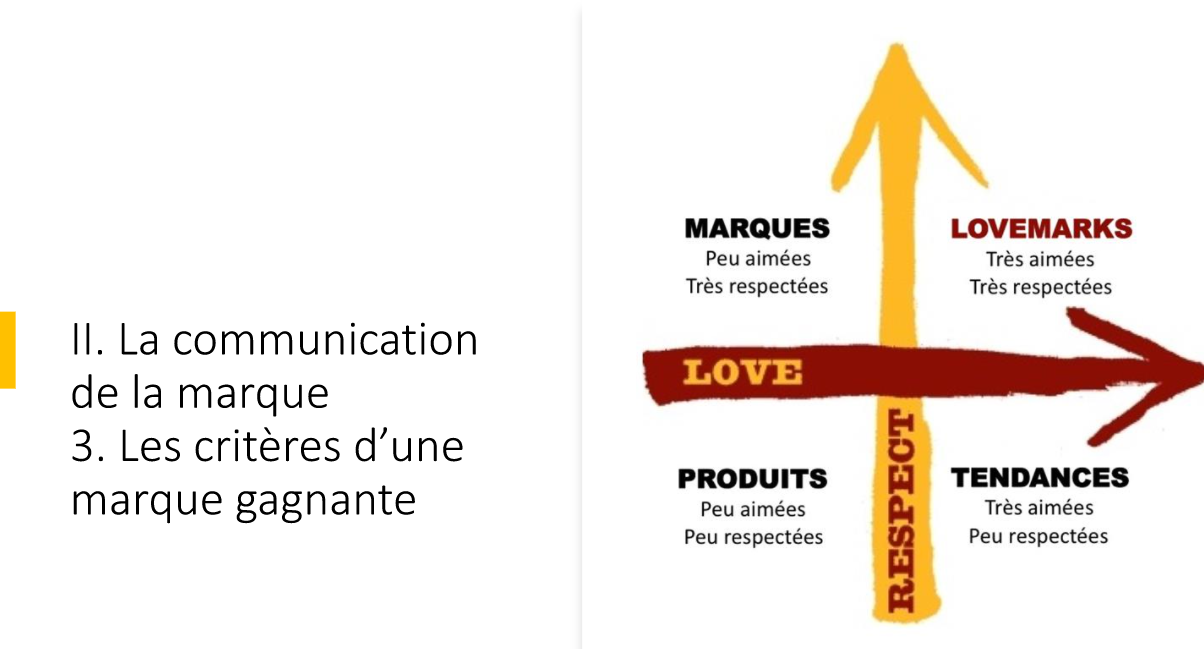 II. La communication
de la marque
3. Les critères d’une
marque gagnante
MARQUES
Peu aimées
Très respectées
LOVEMARKS
Très aimées
Très respectées
LOVE
RESPECT
PRODUITS
Peu aimées
Peu respectées
TENDANCES
Très aimées
Peu respectées